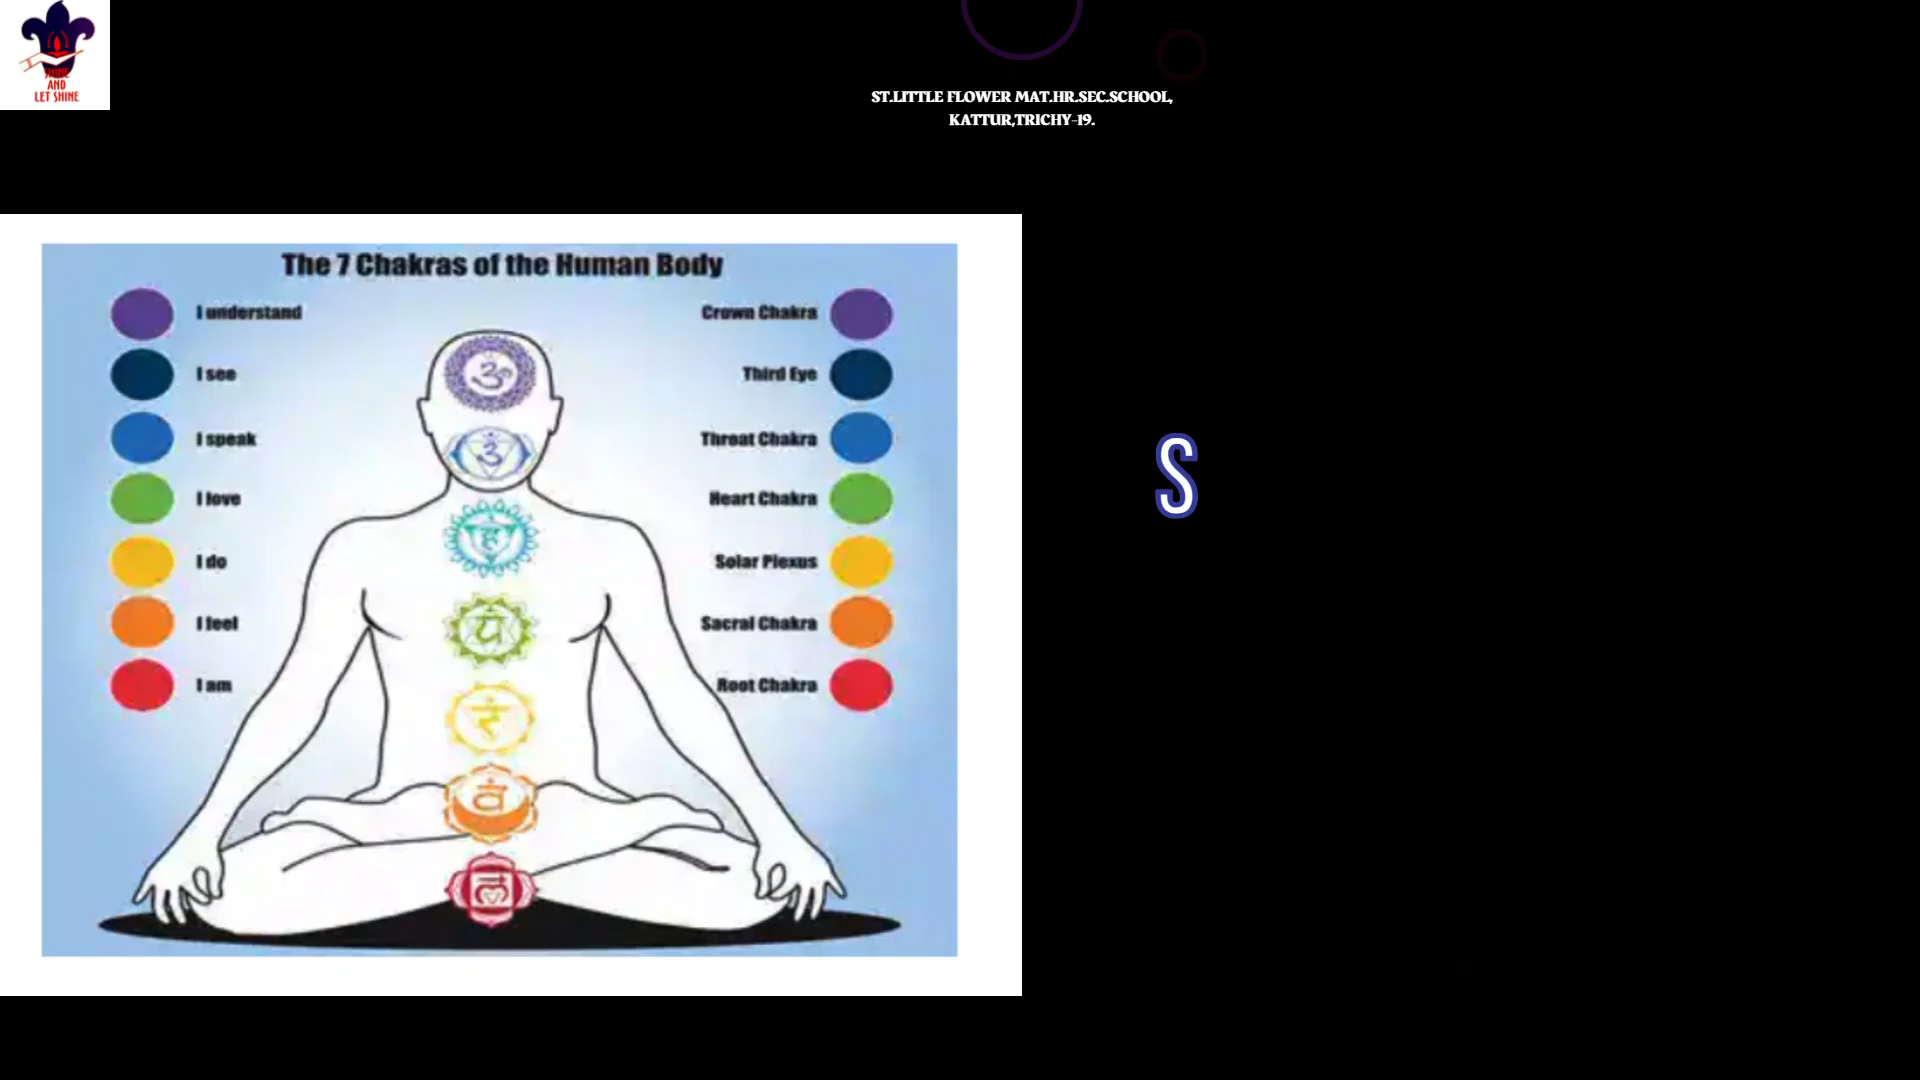 SHINE
AND
LET SHINE
ST.LITTLE FLOWER MAT.HR.SEC.SCHOOL,
KATTUR,TRICHY-19.
The 7 Chakras of the Human Body
I understand
Crown Chakra
I see
Third Eye
I speak
Throat Chakra
I love
Heart Chakra
I do
Solar Plexus
I feel
Sacral Chakra
I am
Root Chakra
ॐ
हं
यं
रं
वं
लं
S